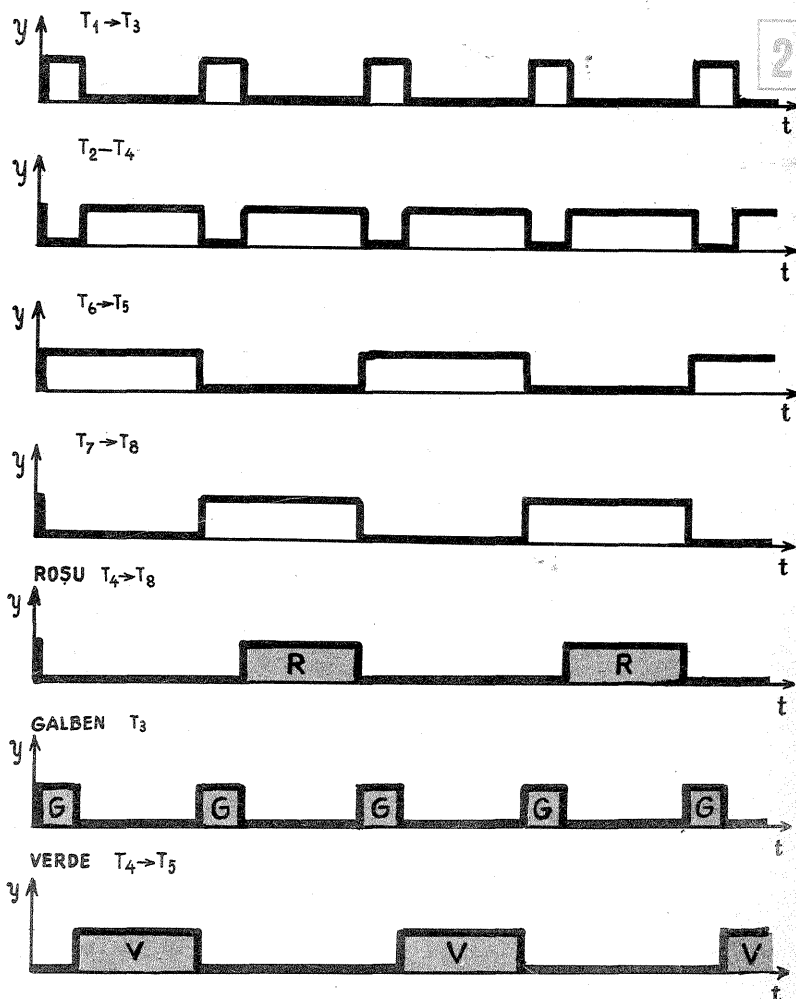 y T₁→T₃
2
t
y T₂—T₄
t
y T₆→T₅
t
y T₇→T₈
t
ROȘU T₄→T₈
y
R R
t
GALBEN T₃
y
G G G G G
t
VERDE T₄→T₅
y
V V V
t